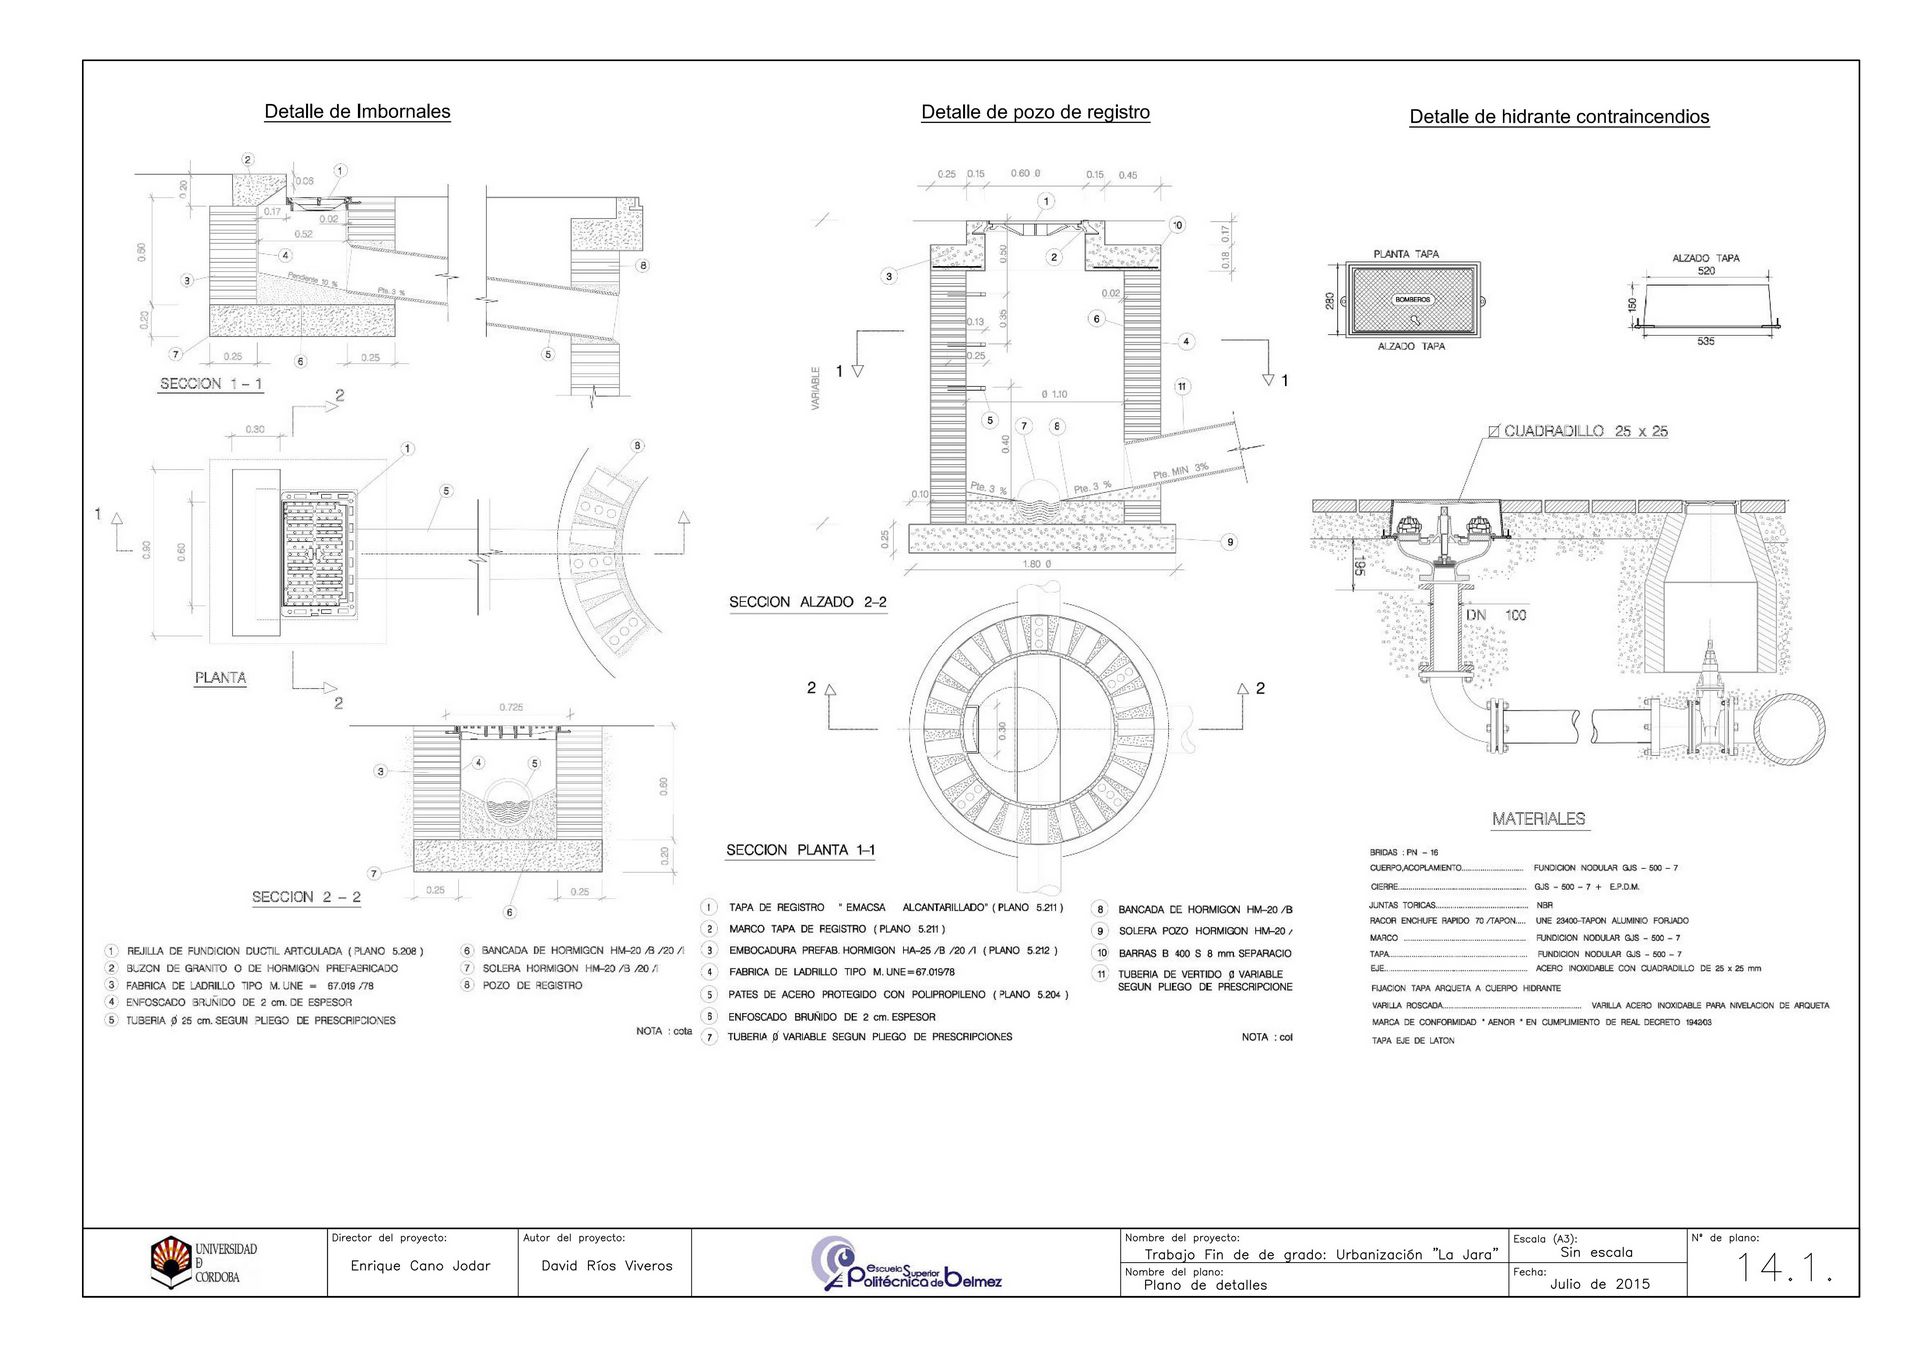 Detalle de Imbornales
2
1
0.20
0.06
0.17
0.02
0.60
0.52
4
8
3
Pendente 10 %
Pte. 3 %
0.20
7
0.25
6
0.25
5
SECCION 1 - 1
2
0.30
1
8
5
1
0.90
0.60
PLANTA
2
0.725
3
4
5
0.60
0.20
7
0.25
0.25
6
SECCION 2 - 2
1 REJILLA DE FUNDICION DUCTIL ARTICULADA ( PLANO 5.208 )
2 BUZON DE GRANITO O DE HORMIGON PREFABRICADO
3 FABRICA DE LADRILLO TIPO M. UNE = 67.019 /78
4 ENFOSCADO BRUÑIDO DE 2 cm. DE ESPESOR
5 TUBERIA Ø 25 cm. SEGUN PLIEGO DE PRESCRIPCIONES
6 BANCADA DE HORMIGON HM-20 /B /20 /I
7 SOLERA HORMIGON HM-20 /B /20 /I
8 POZO DE REGISTRO
NOTA : cota
Detalle de pozo de registro
0.25 0.15 0.60 Ø 0.15 0.45
1
10
2
3
0.17
0.18
0.50
0.02
0.13
0.35
6
4
0.25
1
1
VARIABLE
Ø 1.10
11
5
7
8
0.40
Pte. 3 %
Pte. 3 %
Pte. MIN 3%
0.10
0.25
9
1.80 Ø
SECCION ALZADO 2-2
2
2
0.30
SECCION PLANTA 1-1
1 TAPA DE REGISTRO " EMACSA ALCANTARILLADO" ( PLANO 5.211 )
2 MARCO TAPA DE REGISTRO ( PLANO 5.211 )
3 EMBOCADURA PREFAB. HORMIGON HA-25 /B /20 /I ( PLANO 5.212 )
4 FABRICA DE LADRILLO TIPO M. UNE=67.019/78
5 PATES DE ACERO PROTEGIDO CON POLIPROPILENO ( PLANO 5.204 )
6 ENFOSCADO BRUÑIDO DE 2 cm. ESPESOR
7 TUBERIA Ø VARIABLE SEGUN PLIEGO DE PRESCRIPCIONES
8 BANCADA DE HORMIGON HM-20 /B
9 SOLERA POZO HORMIGON HM-20 /
10 BARRAS B 400 S 8 mm SEPARACIO
11 TUBERIA DE VERTIDO Ø VARIABLE
SEGUN PLIEGO DE PRESCRIPCIONE
NOTA : cot
Detalle de hidrante contraincendios
PLANTA TAPA
280
BOMBEROS
ALZADO TAPA
ALZADO TAPA
520
150
535
CUADRADILLO 25 x 25
195
DN 100
MATERIALES
BRIDAS : PN - 16
CUERPO,ACOPLAMIENTO............................ FUNDICION NODULAR GJS - 500 - 7
CIERRE............................ GJS - 500 - 7 + E.P.D.M.
JUNTAS TORICAS............................ NBR
RACOR ENCHUFE RAPIDO 70 /TAPON..... UNE 23400-TAPON ALUMINIO FORJADO
MARCO ............................ FUNDICION NODULAR GJS - 500 - 7
TAPA............................ FUNDICION NODULAR GJS - 500 - 7
EJE............................ ACERO INOXIDABLE CON CUADRADILLO DE 25 x 25 mm
FIJACION TAPA ARQUETA A CUERPO HIDRANTE
VARILLA ROSCADA............................ VARILLA ACERO INOXIDABLE PARA NIVELACION DE ARQUETA
MARCA DE CONFORMIDAD " AENOR " EN CUMPLIMIENTO DE REAL DECRETO 1942/03
TAPA EJE DE LATON
UNIVERSIDAD
Ð
CORDOBA
Director del proyecto:
Enrique Cano Jodar
Autor del proyecto:
David Ríos Viveros
Escuela Superior
Politécnica de Belmez
Nombre del proyecto:
Trabajo Fin de de grado: Urbanización "La Jara"
Nombre del plano:
Plano de detalles
Escala (A3):
Sin escala
Fecha:
Julio de 2015
N° de plano:
14.1.